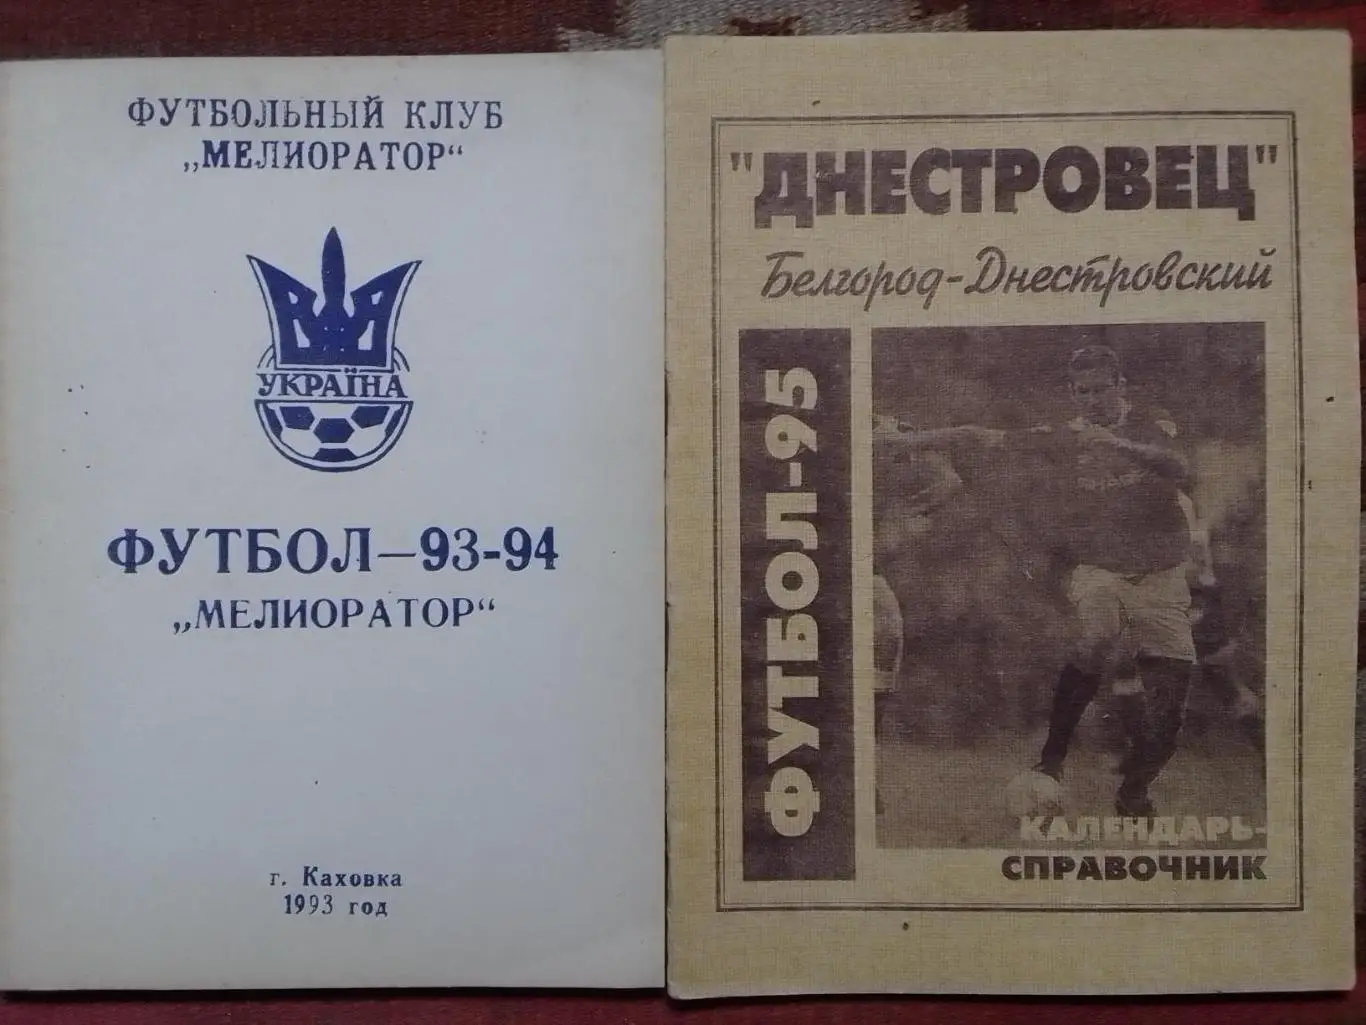 ФУТБОЛЬНЫЙ КЛУБ
„МЕЛИОРАТОР“
УКРАЇНА
ФУТБОЛ—93-94
„МЕЛИОРАТОР“
г. Каховка
1993 год
"ДНЕСТРОВЕЦ"
Белгород-Днестровский
ФУТБОЛ-95
КАЛЕНДАРЬ-
СПРАВОЧНИК